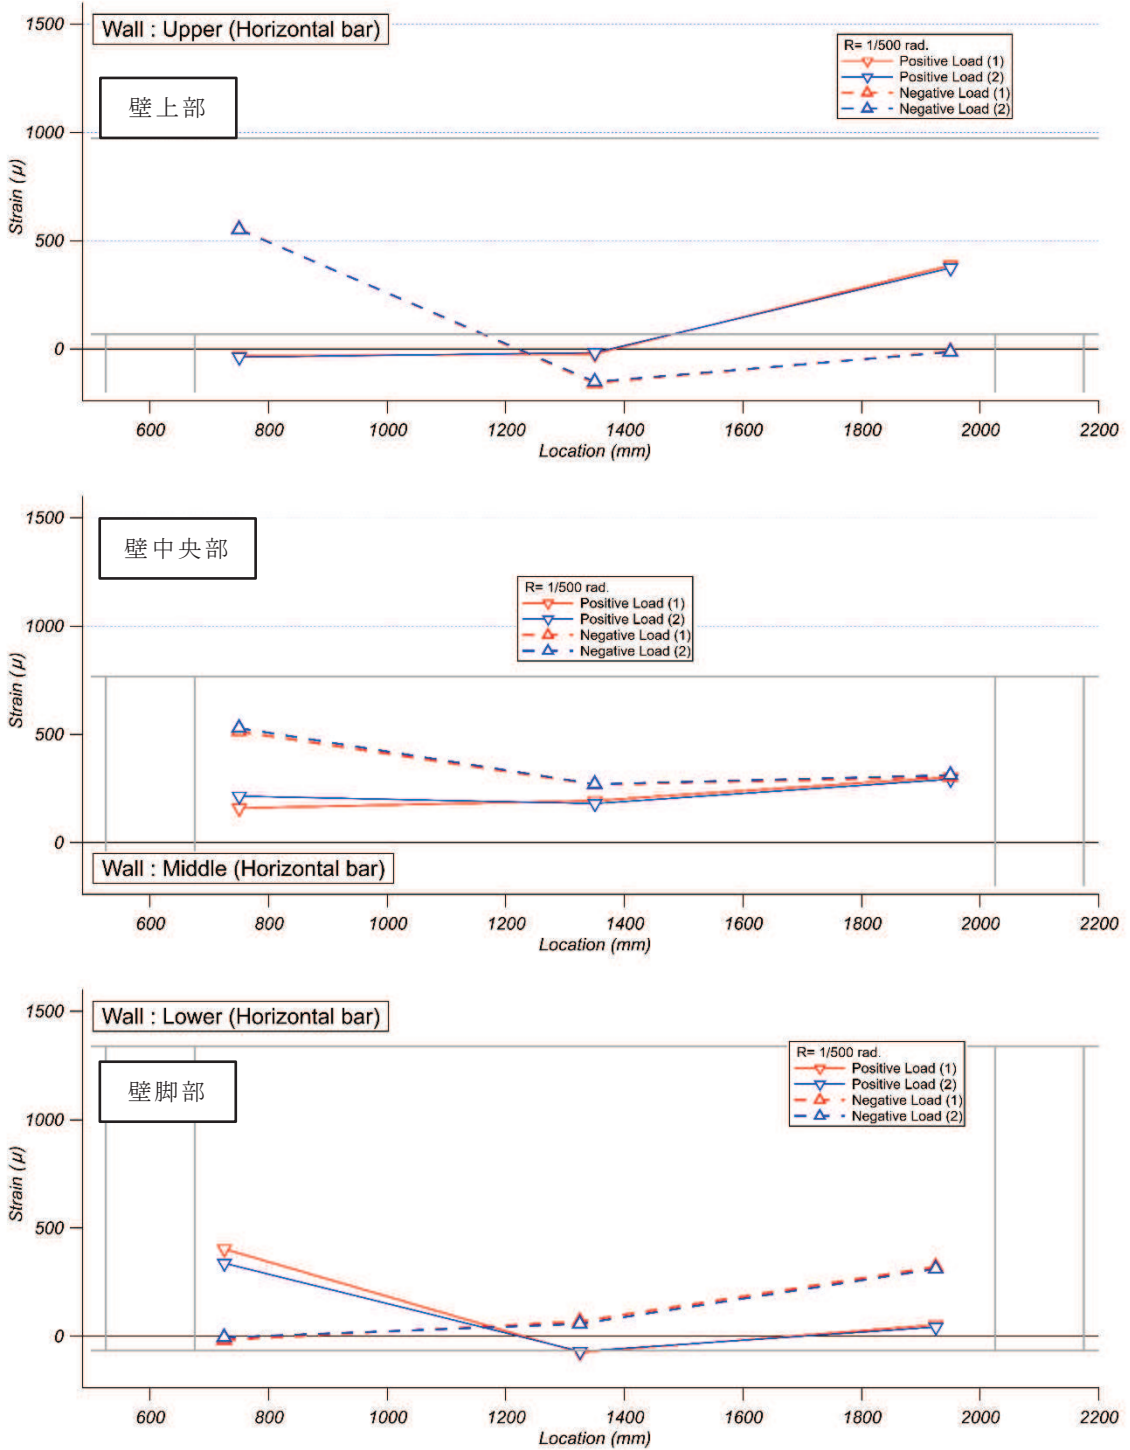 1500
Wall : Upper (Horizontal bar)
R= 1/500 rad.
Positive Load (1)
Positive Load (2)
Negative Load (1)
Negative Load (2)
壁上部
1000
Strain (μ)
500
0
600 800 1000 1200 1400 1600 1800 2000 2200
Location (mm)
1500
壁中央部
R= 1/500 rad.
Positive Load (1)
Positive Load (2)
Negative Load (1)
Negative Load (2)
1000
Strain (μ)
500
0
Wall : Middle (Horizontal bar)
600 800 1000 1200 1400 1600 1800 2000 2200
Location (mm)
1500
Wall : Lower (Horizontal bar)
R= 1/500 rad.
Positive Load (1)
Positive Load (2)
Negative Load (1)
Negative Load (2)
壁脚部
1000
Strain (μ)
500
0
600 800 1000 1200 1400 1600 1800 2000 2200
Location (mm)